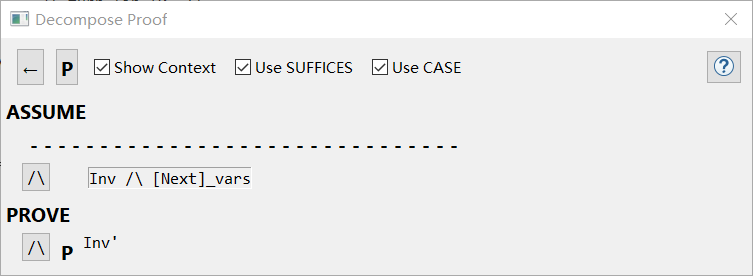 Decompose Proof
← P Show Context Use SUFFICES Use CASE ?
ASSUME
- - - - - - - - - - - - - - - - - - - - - - - - - - - - - - -
/\ Inv /\ [Next]_vars
PROVE
/\ P Inv'